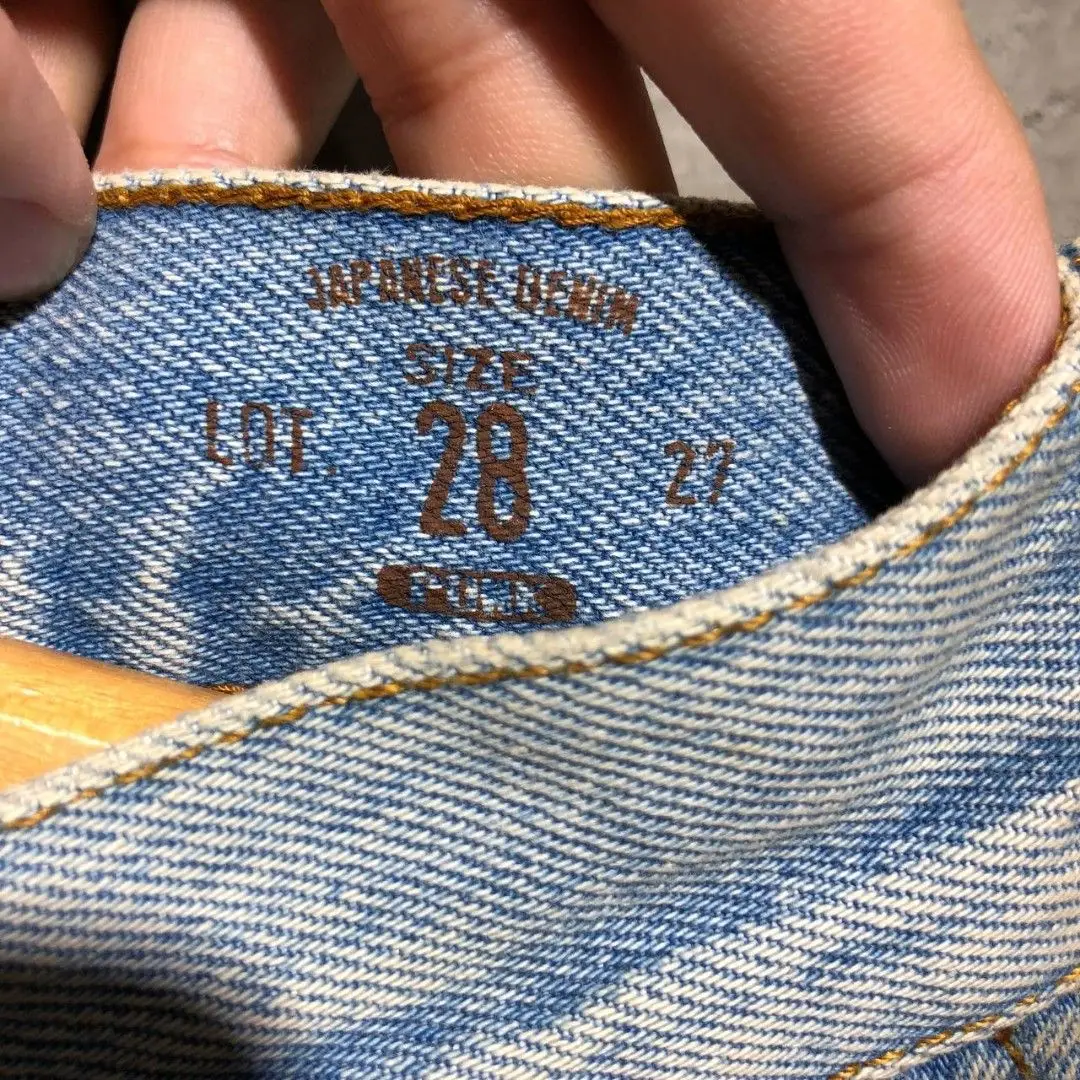 JAPANESE DENIM
SIZE
LOT. 28 27